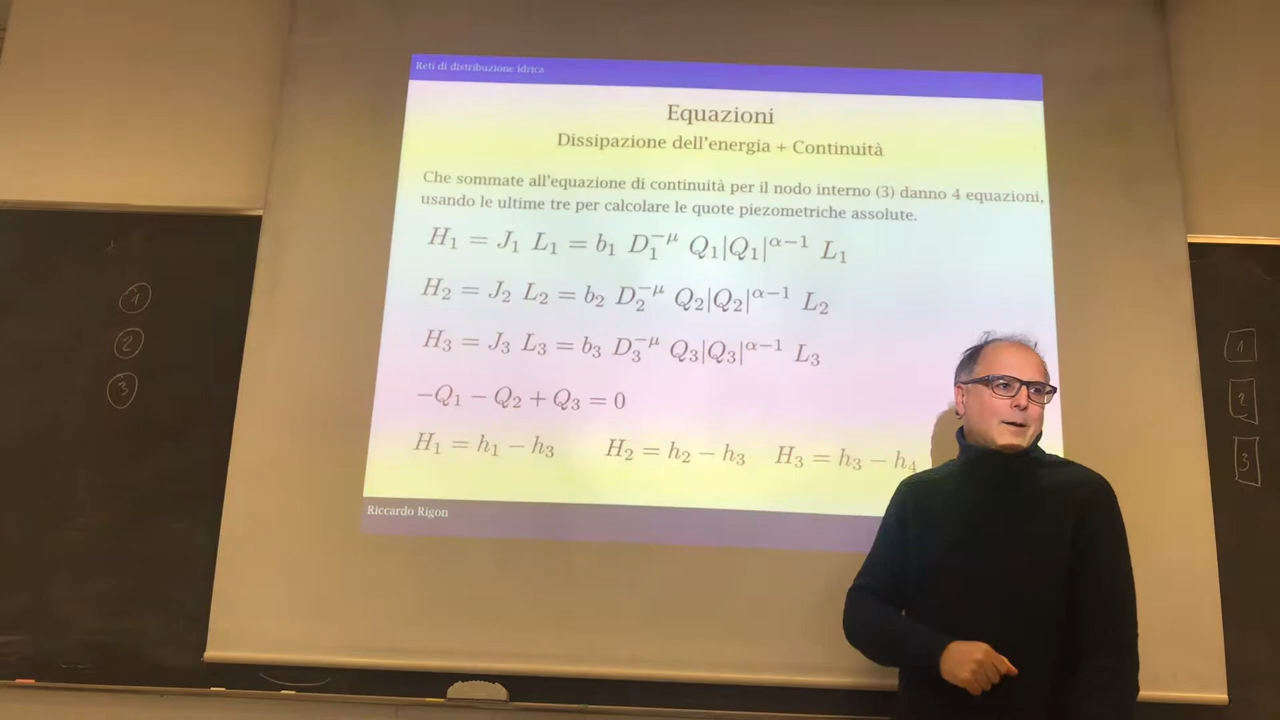 Reti di distribuzione idrica
Equazioni
Dissipazione dell'energia + Continuità
Che sommate all'equazione di continuità per il nodo interno (3) danno 4 equazioni,
usando le ultime tre per calcolare le quote piezometriche assolute.
H₁ = J₁ L₁ = b₁ D₁^{-μ} Q₁|Q₁|^{α-1} L₁
H₂ = J₂ L₂ = b₂ D₂^{-μ} Q₂|Q₂|^{α-1} L₂
H₃ = J₃ L₃ = b₃ D₃^{-μ} Q₃|Q₃|^{α-1} L₃
-Q₁ - Q₂ + Q₃ = 0
H₁ = h₁ - h₃ H₂ = h₂ - h₃ H₃ = h₃ - h₄
Riccardo Rigon
1
2
3
1
2
3